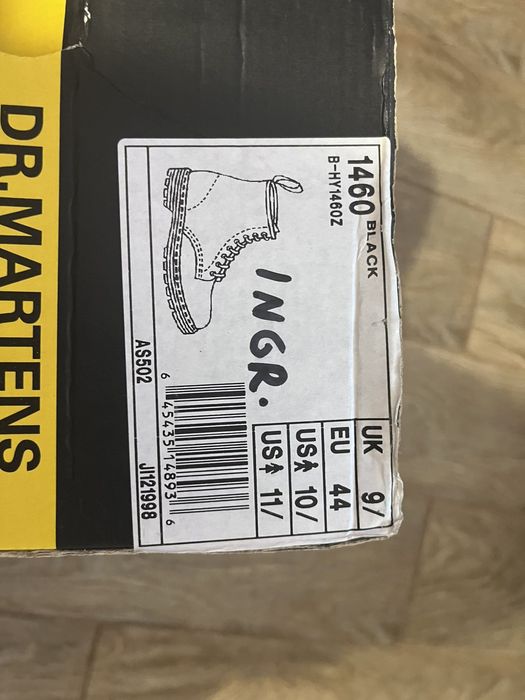 DR.MARTENS
1460 BLACK
B-HY1460Z
INGR.
UK 9/
EU 44
US 10/
US 11/
AS502
JI121998
6 45435 14893 6